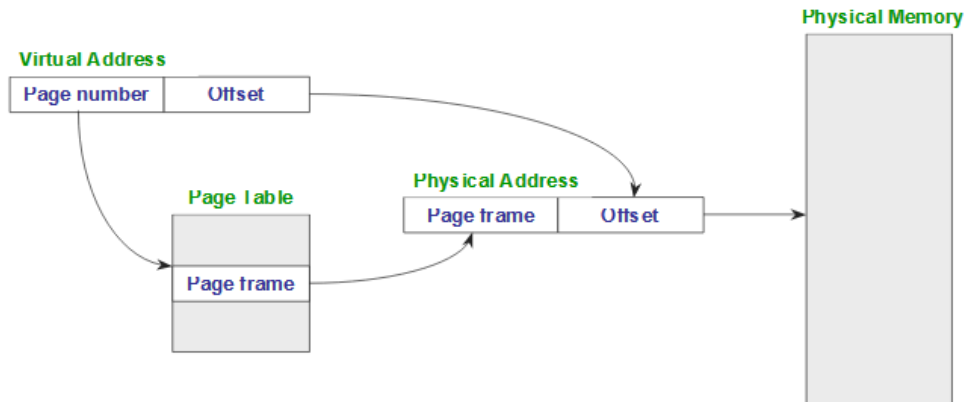 Physical Memory
Virtual Address
Page number
Offset
Physical Address
Page Table
Page frame
Offset
Page frame